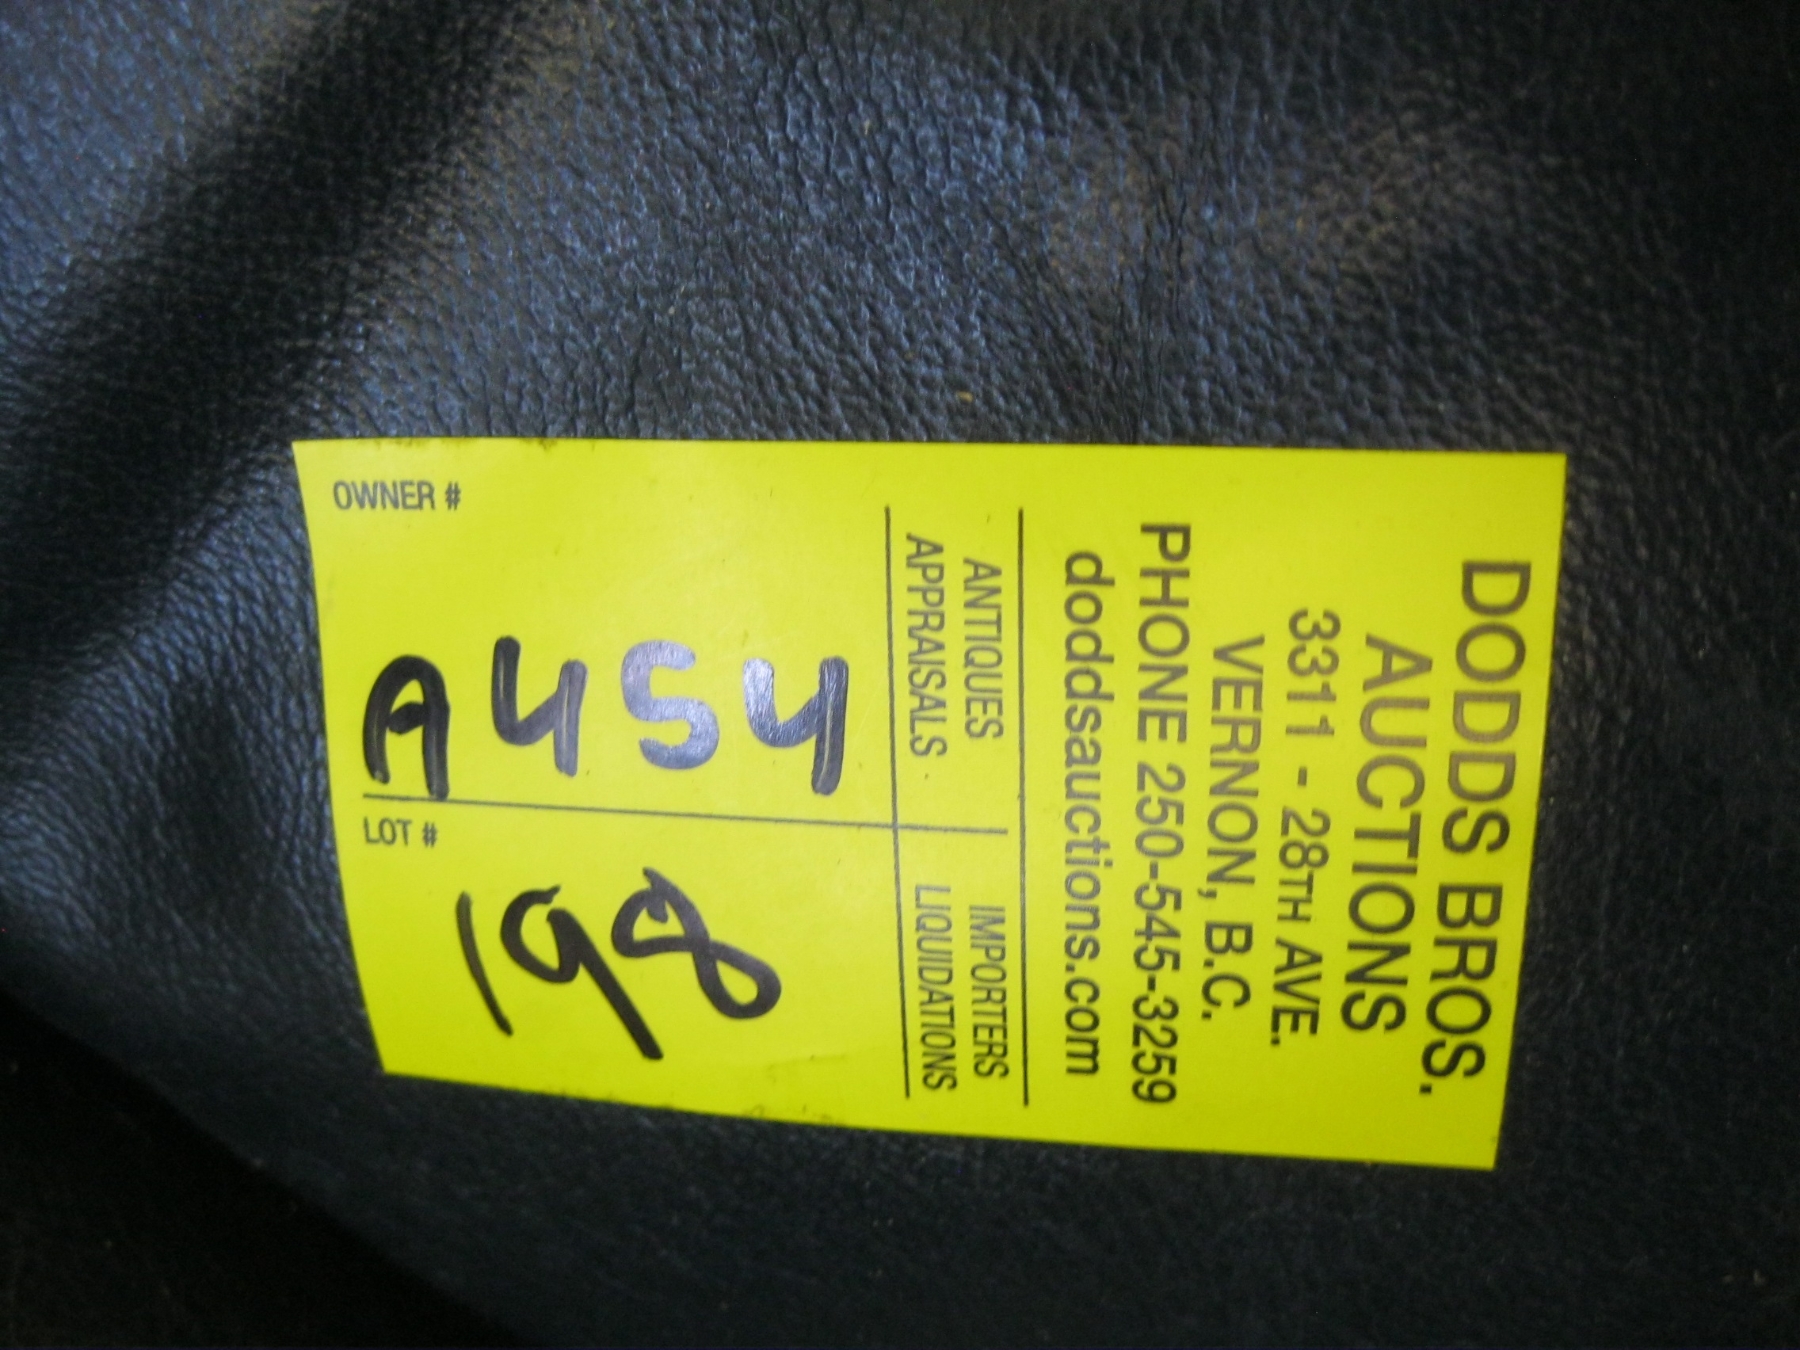 DODDS BROS.
AUCTIONS
3311 - 28TH AVE.
VERNON, B.C.
PHONE 250-545-3259
doddsauctions.com
ANTIQUES IMPORTERS
APPRAISALS LIQUIDATIONS
A454 198
OWNER # LOT #